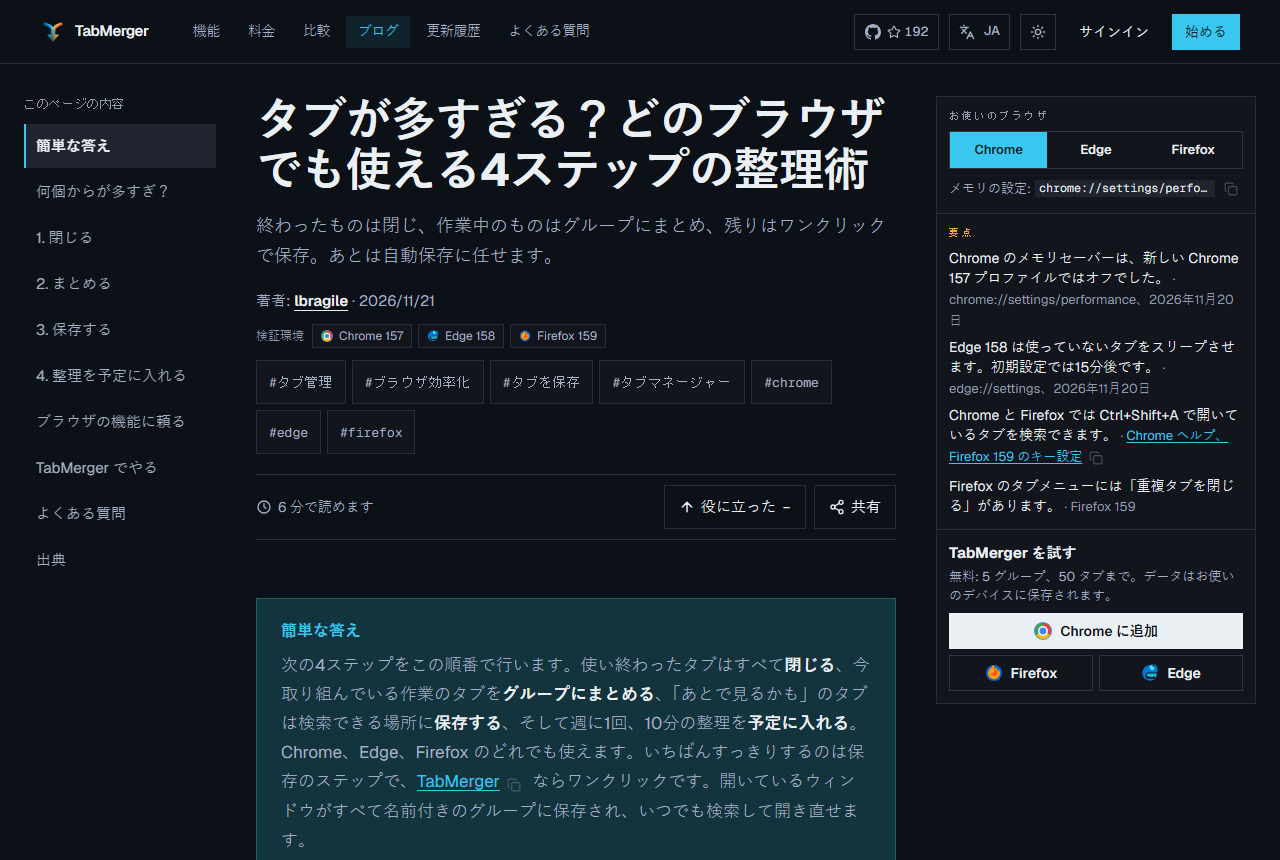 TabMerger
機能
料金
比較
ブログ
更新履歴
よくある質問
192
JA
サインイン
始める
このページの内容
簡単な答え
何個からが多すぎ？
1. 閉じる
2. まとめる
3. 保存する
4. 整理を予定に入れる
ブラウザの機能に頼る
TabMerger でやる
よくある質問
出典
タブが多すぎる？どのブラウザ
でも使える4ステップの整理術
終わったものは閉じ、作業中のものはグループにまとめ、残りはワンクリック
で保存。あとは自動保存に任せます。
著者: lbragile · 2026/11/21
検証環境
Chrome 157
Edge 158
Firefox 159
#タブ管理
#ブラウザ効率化
#タブを保存
#タブマネージャー
#chrome
#edge
#firefox
6 分で読めます
役に立った –
共有
簡単な答え
次の4ステップをこの順番で行います。使い終わったタブはすべて閉じる、今
取り組んでいる作業のタブをグループにまとめる、「あとで見るかも」のタブ
は検索できる場所に保存する、そして週に1回、10分の整理を予定に入れる。
Chrome、Edge、Firefox のどれでも使えます。いちばんすっきりするのは保
存のステップで、TabMerger ならワンクリックです。開いているウィン
ドウがすべて名前付きのグループに保存され、いつでも検索して開き直せま
す。
お使いのブラウザ
Chrome
Edge
Firefox
メモリの設定: chrome://settings/perfo…
要点
Chrome のメモリセーバーは、新しい Chrome
157 プロファイルではオフでした。 ·
chrome://settings/performance、2026年11月20
日
Edge 158 は使っていないタブをスリープさせ
ます。初期設定では15分後です。 ·
edge://settings、2026年11月20日
Chrome と Firefox では Ctrl+Shift+A で開いて
いるタブを検索できます。 · Chrome ヘルプ、
Firefox 159 のキー設定
Firefox のタブメニューには「重複タブを閉じ
る」があります。 · Firefox 159
TabMerger を試す
無料: 5 グループ、50 タブまで。データはお使い
のデバイスに保存されます。
Chrome に追加
Firefox
Edge